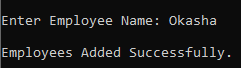 Enter Employee Name: Okasha
Employees Added Successfully.